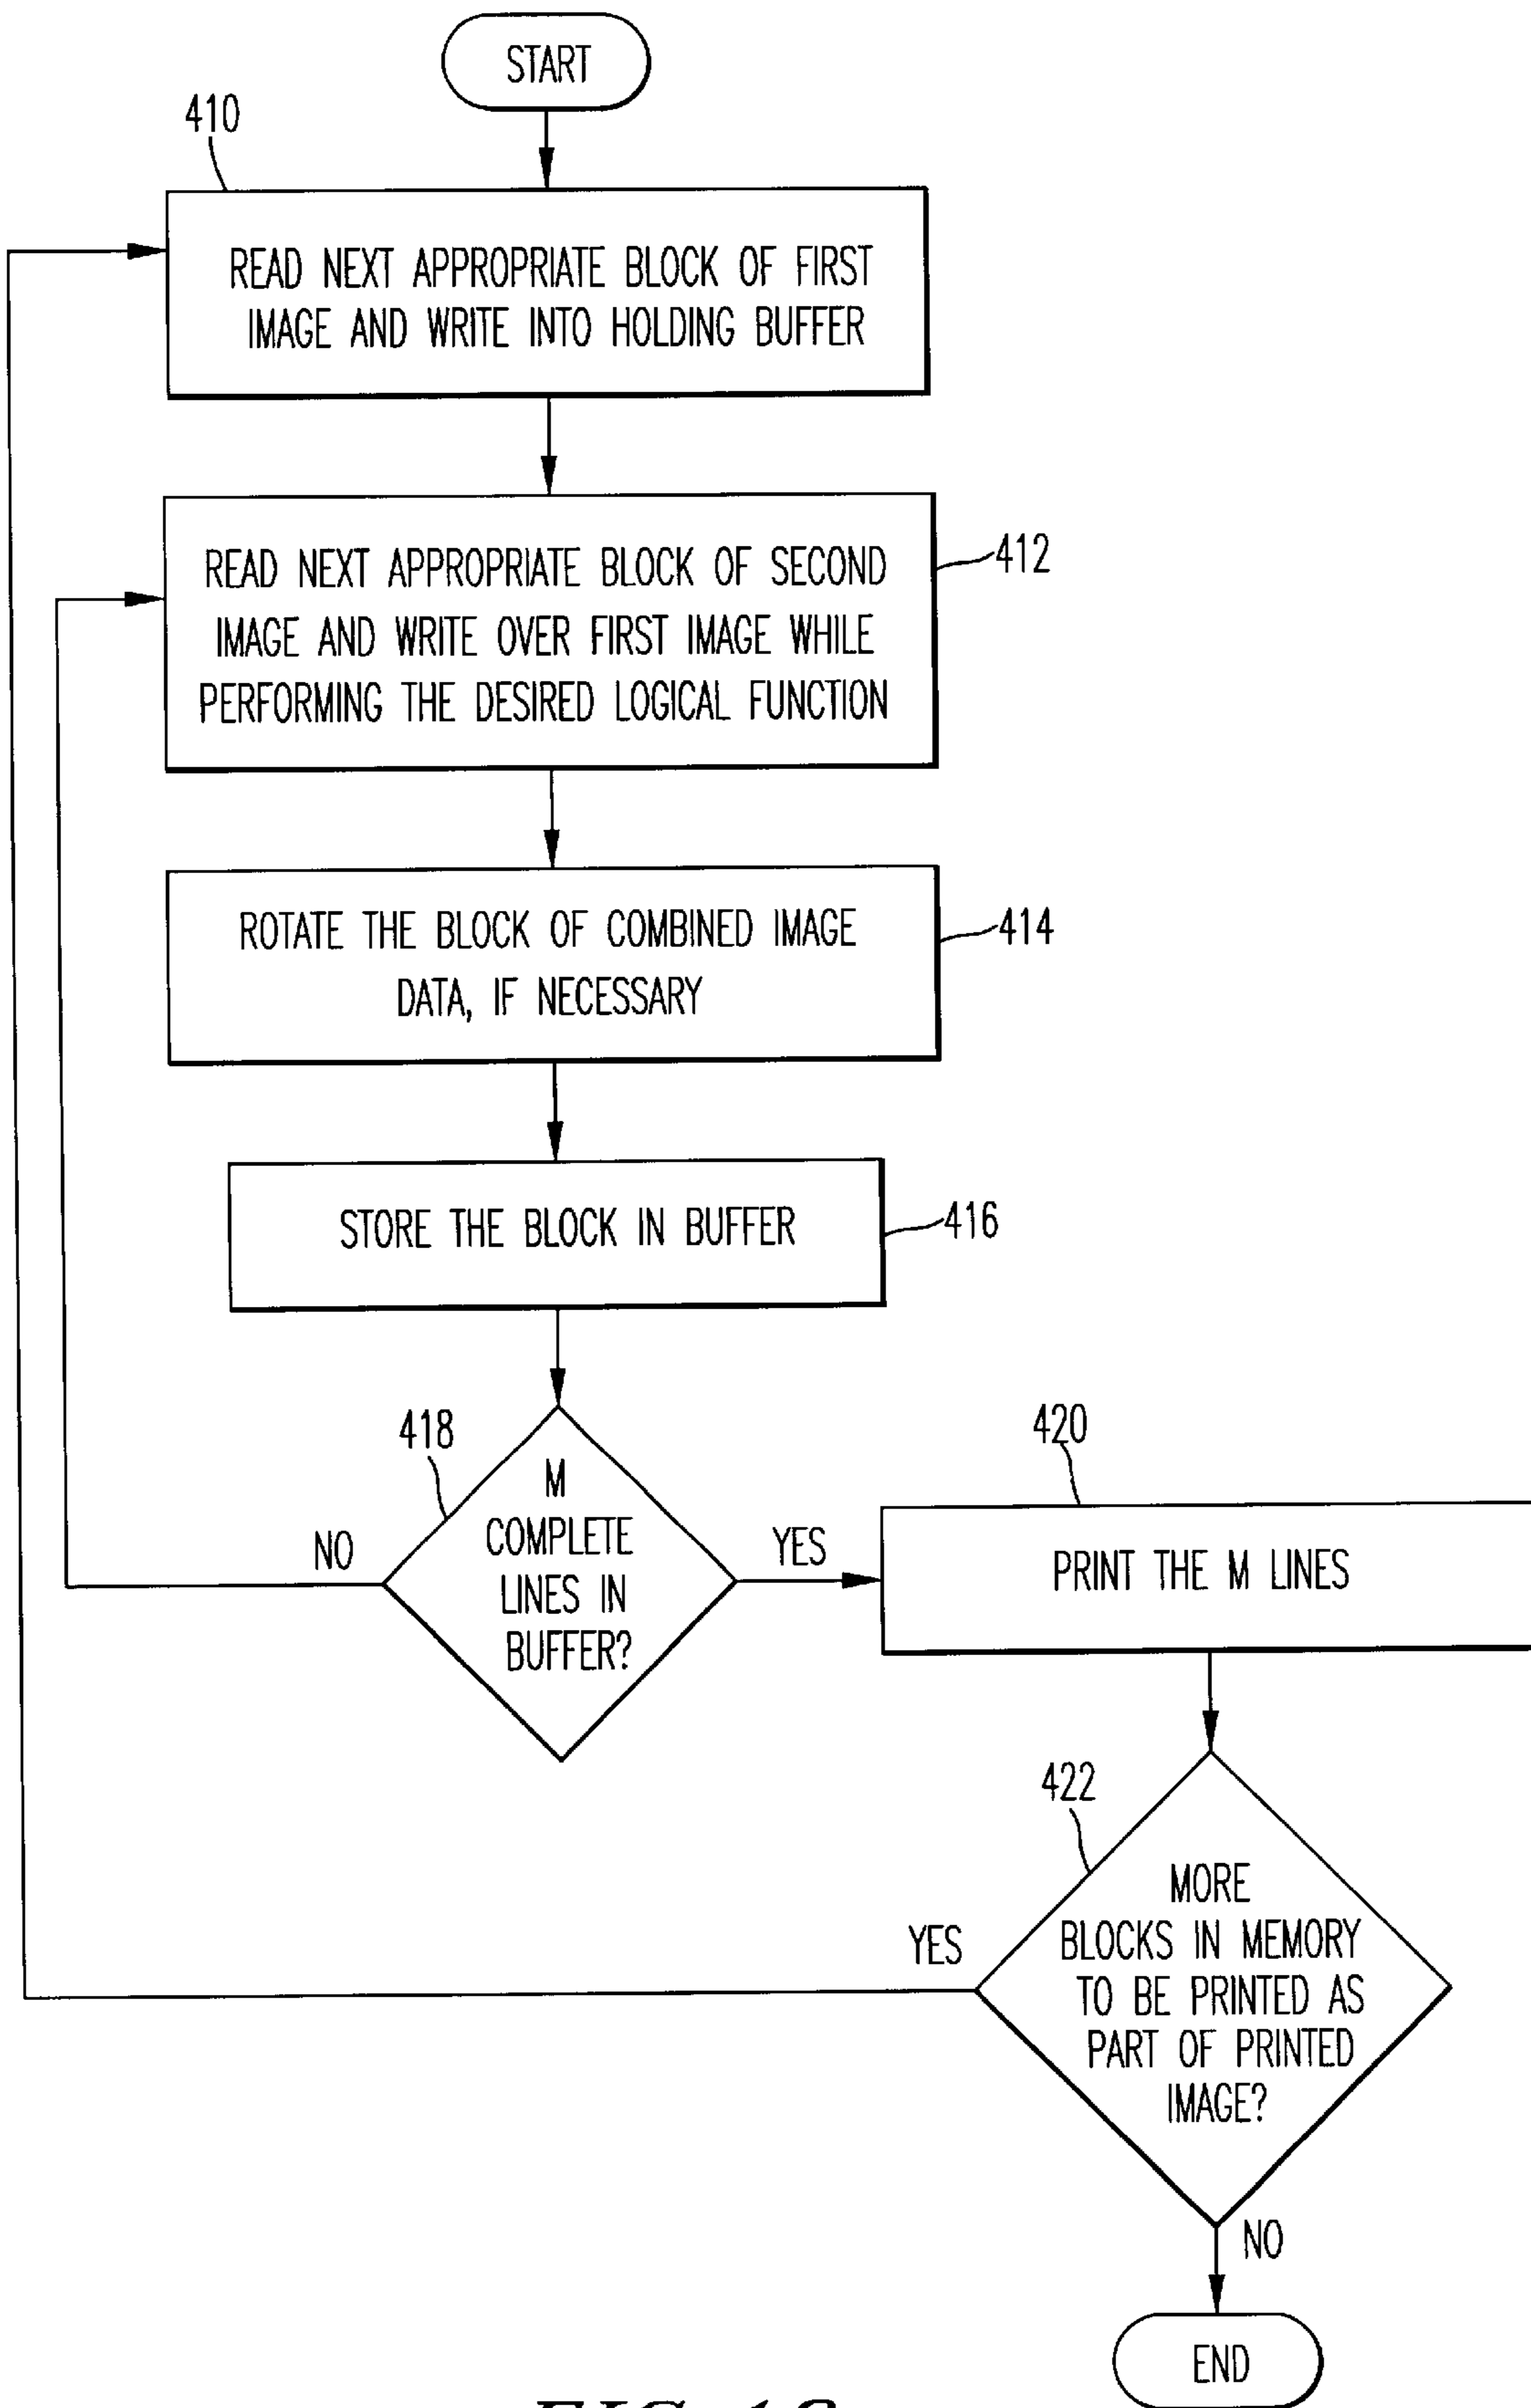 START
410
READ NEXT APPROPRIATE BLOCK OF FIRST
IMAGE AND WRITE INTO HOLDING BUFFER
READ NEXT APPROPRIATE BLOCK OF SECOND
IMAGE AND WRITE OVER FIRST IMAGE WHILE
PERFORMING THE DESIRED LOGICAL FUNCTION
412
ROTATE THE BLOCK OF COMBINED IMAGE
DATA, IF NECESSARY
414
STORE THE BLOCK IN BUFFER
416
418
M
COMPLETE
LINES IN
BUFFER?
NO
YES
420
PRINT THE M LINES
422
MORE
BLOCKS IN MEMORY
TO BE PRINTED AS
PART OF PRINTED
IMAGE?
YES
NO
END